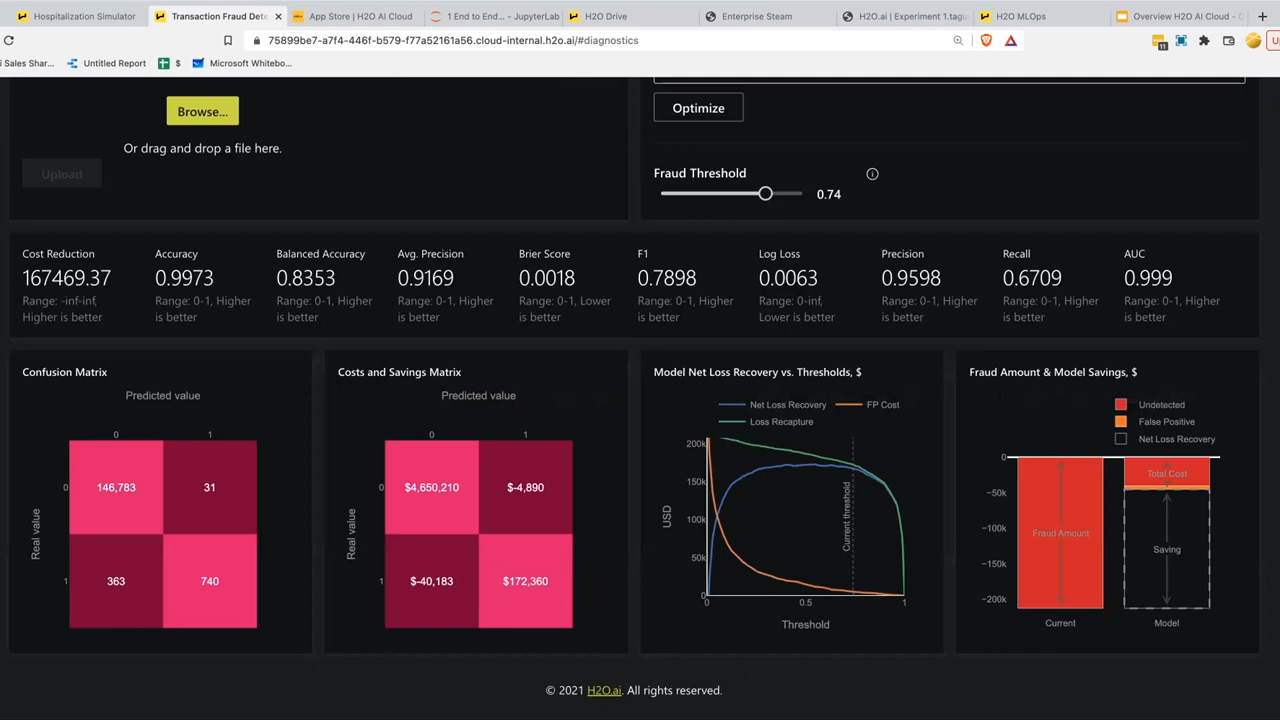 Hospitalization Simulator
Transaction Fraud Dete
App Store | H2O AI Cloud
1 End to End... - JupyterLab
H2O Drive
Enterprise Steam
H2O.ai | Experiment 1.tagu
H2O MLOps
Overview H2O AI Cloud - G
75899be7-a7f4-446f-b579-f77a52161a56.cloud-internal.h2o.ai/#diagnostics
11
i Sales Shar...
Untitled Report
$
Microsoft Whitebo...
Browse...
Or drag and drop a file here.
Upload
Optimize
Fraud Threshold
0.74
Cost Reduction
167469.37
Range: -inf-inf,
Higher is better
Accuracy
0.9973
Range: 0-1, Higher
is better
Balanced Accuracy
0.8353
Range: 0-1, Higher
is better
Avg. Precision
0.9169
Range: 0-1, Higher
is better
Brier Score
0.0018
Range: 0-1, Lower
is better
F1
0.7898
Range: 0-1, Higher
is better
Log Loss
0.0063
Range: 0-inf,
Lower is better
Precision
0.9598
Range: 0-1, Higher
is better
Recall
0.6709
Range: 0-1, Higher
is better
AUC
0.999
Range: 0-1, Higher
is better
Confusion Matrix
Predicted value
0 1
Real value
0 146,783 31
1 363 740
Costs and Savings Matrix
Predicted value
0 1
Real value
0 $4,650,210 $-4,890
1 $-40,183 $172,360
Model Net Loss Recovery vs. Thresholds, $
Net Loss Recovery FP Cost
Loss Recapture
200k
150k
100k
50k
0
USD
Current threshold
0 0.5 1
Threshold
Fraud Amount & Model Savings, $
Undetected
False Positive
Net Loss Recovery
0
−50k
−100k
−150k
−200k
Fraud Amount
Total Cost
Saving
Current Model
© 2021 H2O.ai. All rights reserved.